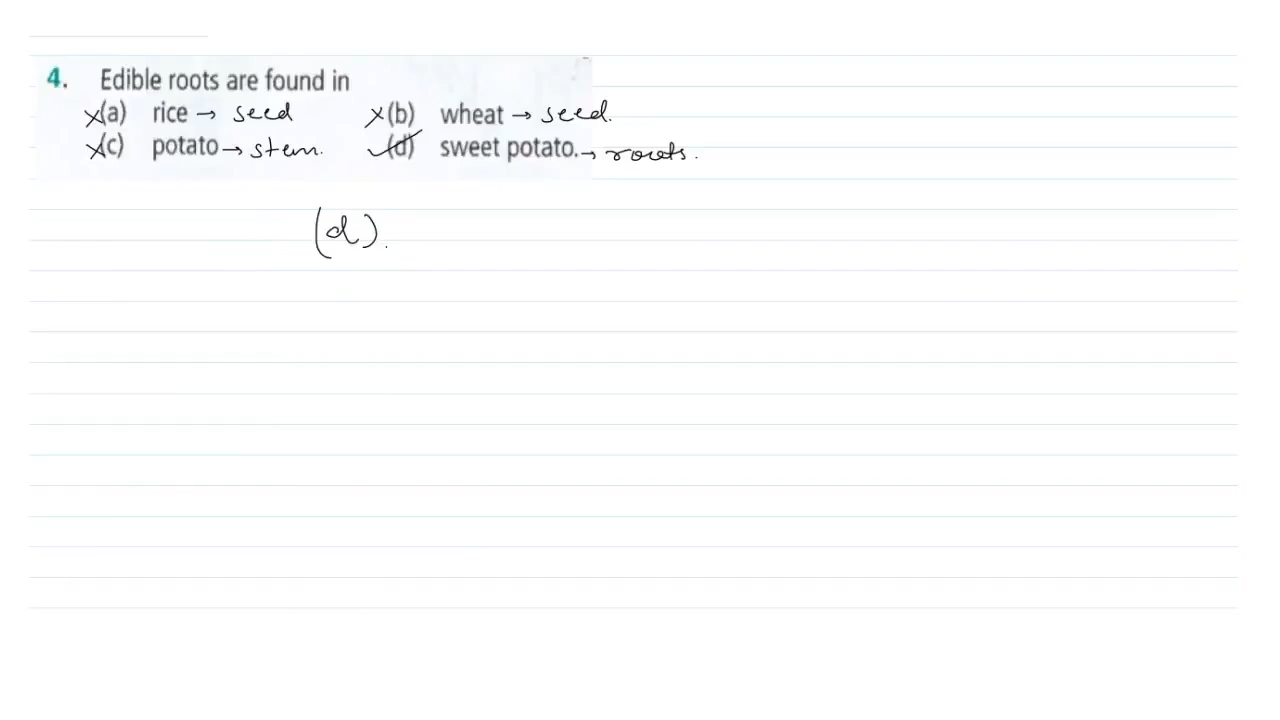 4. Edible roots are found in
x(a) rice → seed x(b) wheat → seed.
x(c) potato → stem. ✓(d) sweet potato. → roots.
(d).